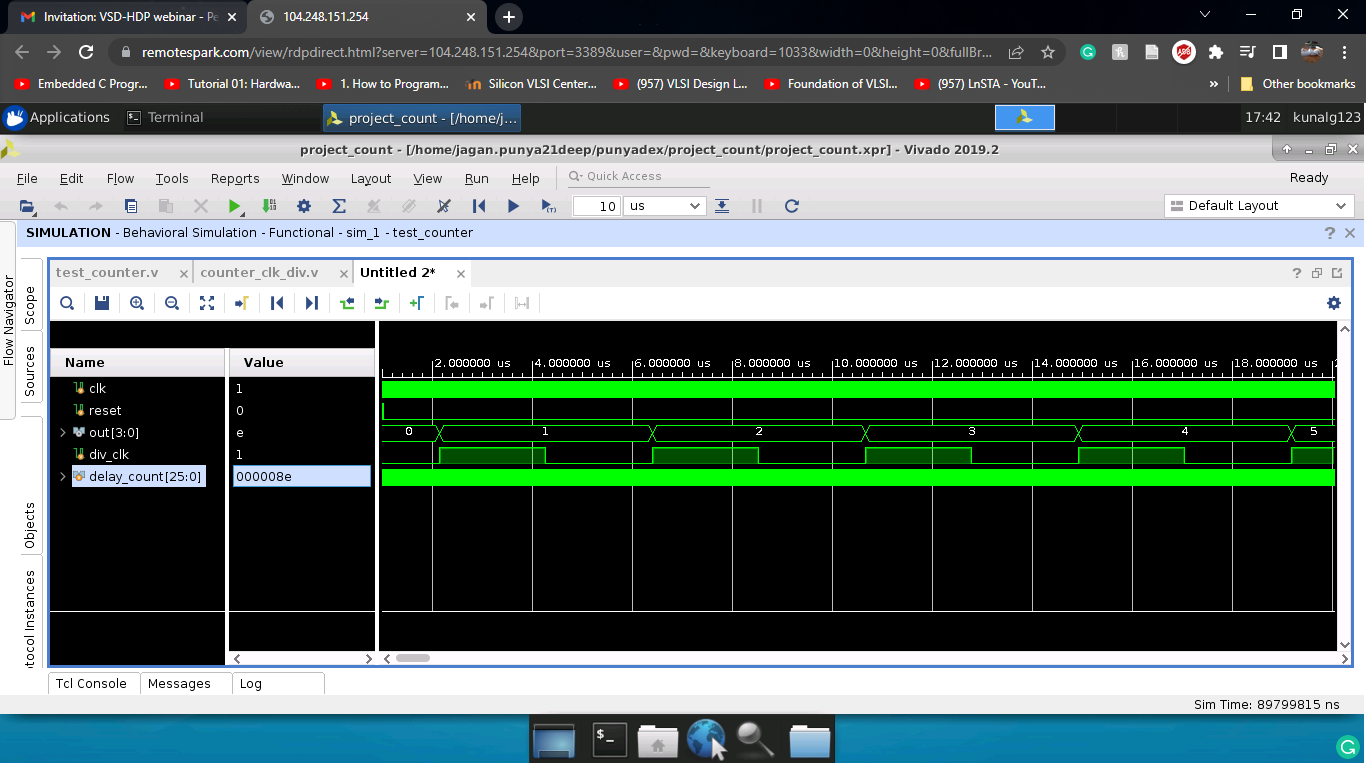 Invitation: VSD-HDP webinar - Pe
104.248.151.254
remotespark.com/view/rdpdirect.html?server=104.248.151.254&port=3389&user=&pwd=&keyboard=1033&width=0&height=0&fullBr...
Embedded C Progr...
Tutorial 01: Hardwa...
1. How to Program...
Silicon VLSI Center...
(957) VLSI Design L...
Foundation of VLSI...
(957) LnSTA - YouT...
»
Other bookmarks
Applications
Terminal
project_count - [/home/j...
17:42 kunalg123
project_count - [/home/jagan.punya21deep/punyadex/project_count/project_count.xpr] - Vivado 2019.2
File Edit Flow Tools Reports Window Layout View Run Help
Quick Access
Ready
10 us
Default Layout
SIMULATION - Behavioral Simulation - Functional - sim_1 - test_counter
Flow Navigator
Scope
Sources
Objects
tocol Instances
test_counter.v
counter_clk_div.v
Untitled 2*
Name Value
2.000000 us 4.000000 us 6.000000 us 8.000000 us 10.000000 us 12.000000 us 14.000000 us 16.000000 us 18.000000 us
clk 1
reset 0
out[3:0] e 0 1 2 3 4 5
div_clk 1
delay_count[25:0] 000008e
Tcl Console Messages Log
Sim Time: 89799815 ns